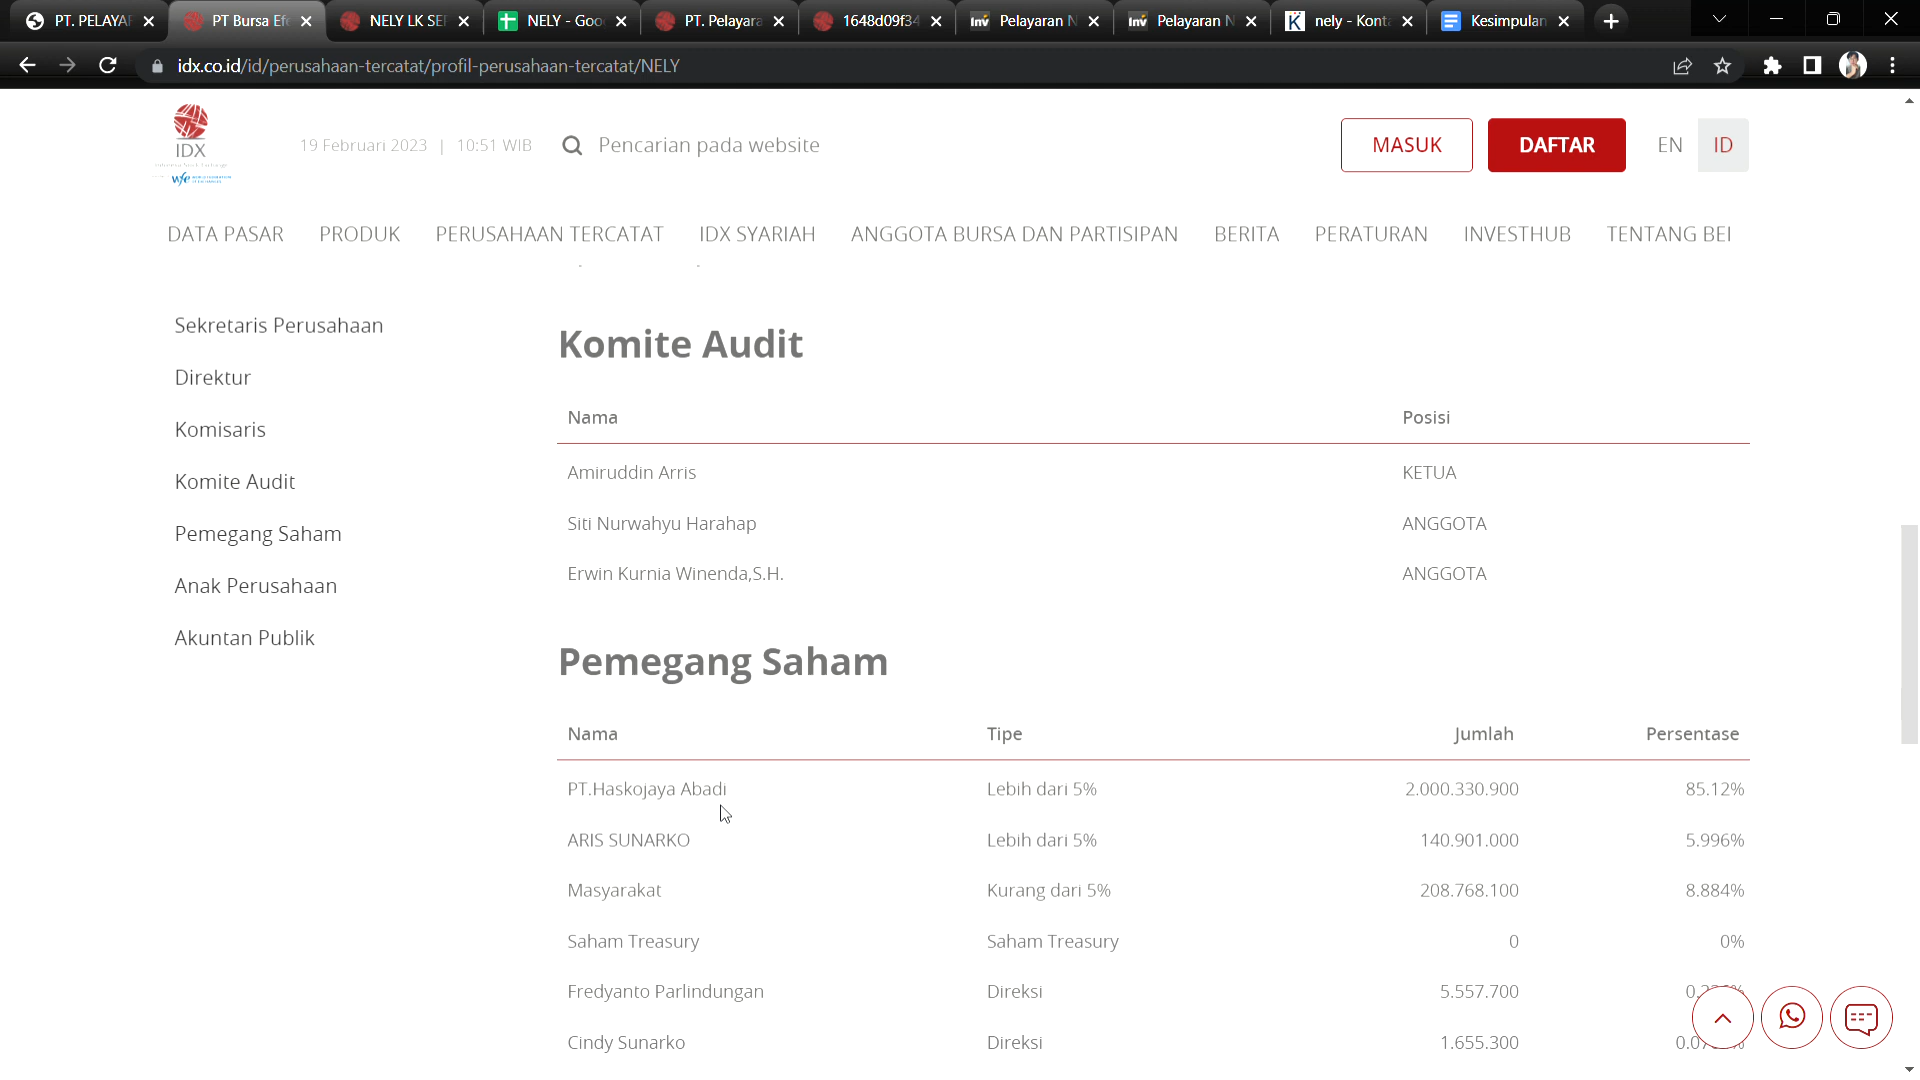 PT. PELAYAR
PT Bursa Efe
NELY LK SEI
NELY - Goo
PT. Pelayara
1648d09f34
Pelayaran N
Pelayaran N
nely - Konta
Kesimpulan
idx.co.id/id/perusahaan-tercatat/profil-perusahaan-tercatat/NELY
IDX
wfe
19 Februari 2023 | 10:51 WIB
Pencarian pada website
MASUK
DAFTAR
EN
ID
DATA PASAR
PRODUK
PERUSAHAAN TERCATAT
IDX SYARIAH
ANGGOTA BURSA DAN PARTISIPAN
BERITA
PERATURAN
INVESTHUB
TENTANG BEI
Sekretaris Perusahaan
Direktur
Komisaris
Komite Audit
Pemegang Saham
Anak Perusahaan
Akuntan Publik
Komite Audit
Nama Posisi
Amiruddin Arris KETUA
Siti Nurwahyu Harahap ANGGOTA
Erwin Kurnia Winenda,S.H. ANGGOTA
Pemegang Saham
Nama Tipe Jumlah Persentase
PT.Haskojaya Abadi Lebih dari 5% 2.000.330.900 85.12%
ARIS SUNARKO Lebih dari 5% 140.901.000 5.996%
Masyarakat Kurang dari 5% 208.768.100 8.884%
Saham Treasury Saham Treasury 0 0%
Fredyanto Parlindungan Direksi 5.557.700
Cindy Sunarko Direksi 1.655.300